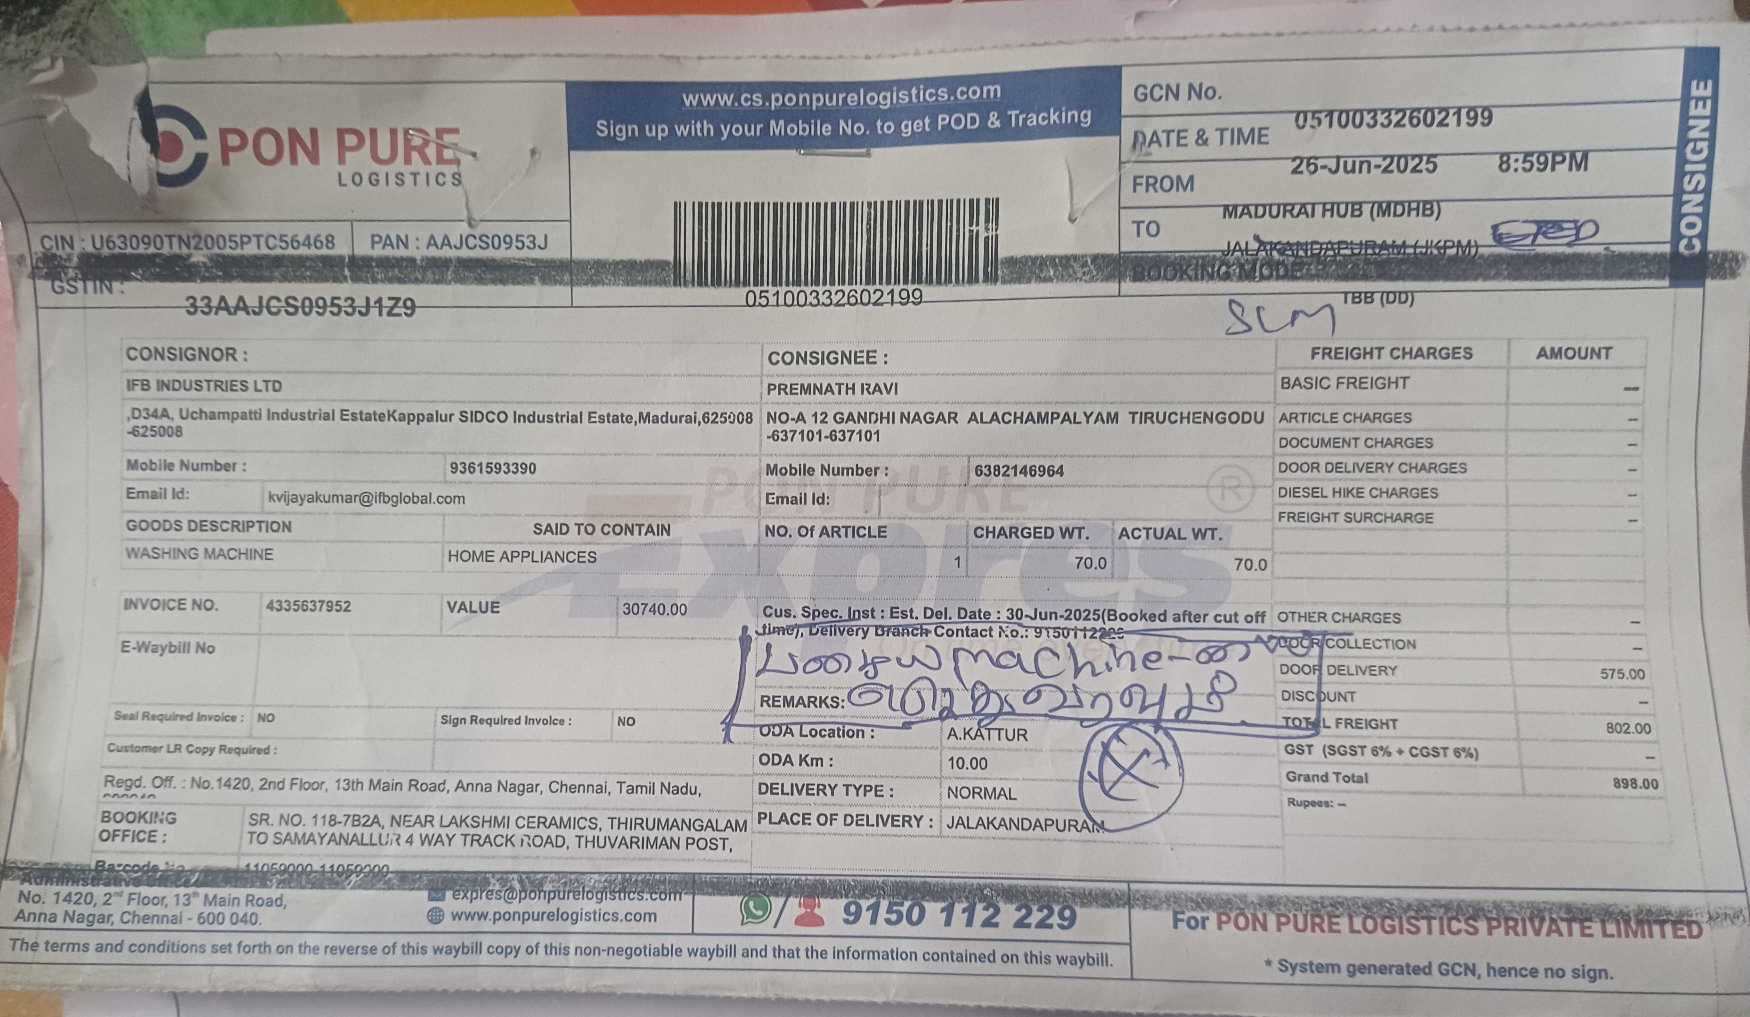 PON PURE
LOGISTICS
www.cs.ponpurelogistics.com
Sign up with your Mobile No. to get POD & Tracking
GCN No.
05100332602199
DATE & TIME
26-Jun-2025 8:59PM
FROM
MADURAI HUB (MDHB)
TO
JALAKANDAPURAM (JKPM)
BOOKING MODE
TBB (DD)
SLM
CONSIGNEE
CIN : U63090TN2005PTC56468 PAN : AAJCS0953J
GSTIN :
33AAJCS0953J1Z9
05100332602199
CONSIGNOR :
IFB INDUSTRIES LTD
,D34A, Uchampatti Industrial EstateKappalur SIDCO Industrial Estate,Madurai,625008
-625008
Mobile Number : 9361593390
Email Id: kvijayakumar@ifbglobal.com
CONSIGNEE :
PREMNATH RAVI
NO-A 12 GANDHI NAGAR ALACHAMPALYAM TIRUCHENGODU
-637101-637101
Mobile Number : 6382146964
Email Id:
PON PURE
Expres
®
GOODS DESCRIPTION SAID TO CONTAIN NO. Of ARTICLE CHARGED WT. ACTUAL WT.
WASHING MACHINE HOME APPLIANCES 1 70.0 70.0
FREIGHT CHARGES AMOUNT
BASIC FREIGHT –
ARTICLE CHARGES –
DOCUMENT CHARGES –
DOOR DELIVERY CHARGES –
DIESEL HIKE CHARGES –
FREIGHT SURCHARGE –
OTHER CHARGES –
DOOR COLLECTION –
DOOR DELIVERY 575.00
DISCOUNT –
TOTAL FREIGHT 802.00
GST (SGST 6% + CGST 6%) –
Grand Total 898.00
Rupees: –
INVOICE NO. 4335637952 VALUE 30740.00
E-Waybill No
Cus. Spec. Inst : Est. Del. Date : 30-Jun-2025(Booked after cut off
time), Delivery Branch Contact No.: 9150112229
machine
REMARKS:
Seal Required Invoice : NO Sign Required Invoice : NO
Customer LR Copy Required :
ODA Location : A.KATTUR
ODA Km : 10.00
DELIVERY TYPE : NORMAL
PLACE OF DELIVERY : JALAKANDAPURAM
Regd. Off. : No.1420, 2nd Floor, 13th Main Road, Anna Nagar, Chennai, Tamil Nadu,
BOOKING
OFFICE :
SR. NO. 118-7B2A, NEAR LAKSHMI CERAMICS, THIRUMANGALAM
TO SAMAYANALLUR 4 WAY TRACK ROAD, THUVARIMAN POST,
Barcode No 11059000-11059000
No. 1420, 2nd Floor, 13th Main Road,
Anna Nagar, Chennai - 600 040.
expres@ponpurelogistics.com
www.ponpurelogistics.com
9150 112 229
For PON PURE LOGISTICS PRIVATE LIMITED
* System generated GCN, hence no sign.
The terms and conditions set forth on the reverse of this waybill copy of this non-negotiable waybill and that the information contained on this waybill.